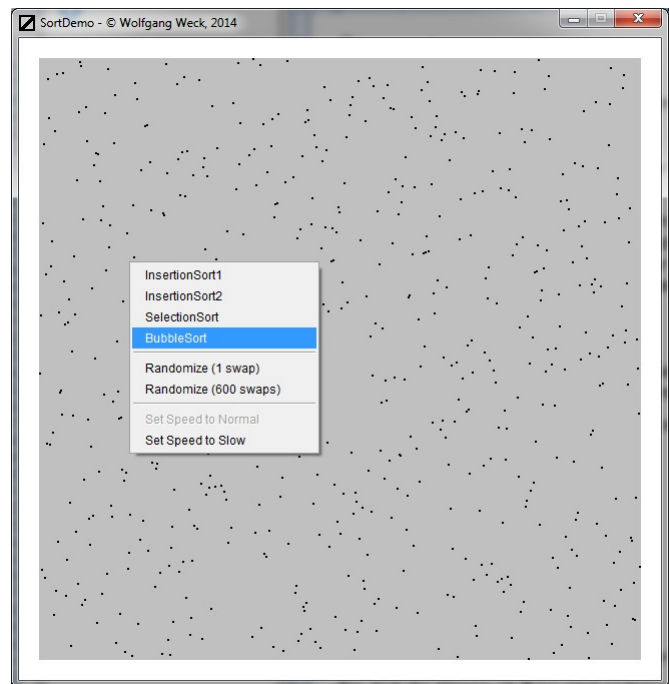 SortDemo - © Wolfgang Weck, 2014
InsertionSort1
InsertionSort2
SelectionSort
BubbleSort
Randomize (1 swap)
Randomize (600 swaps)
Set Speed to Normal
Set Speed to Slow